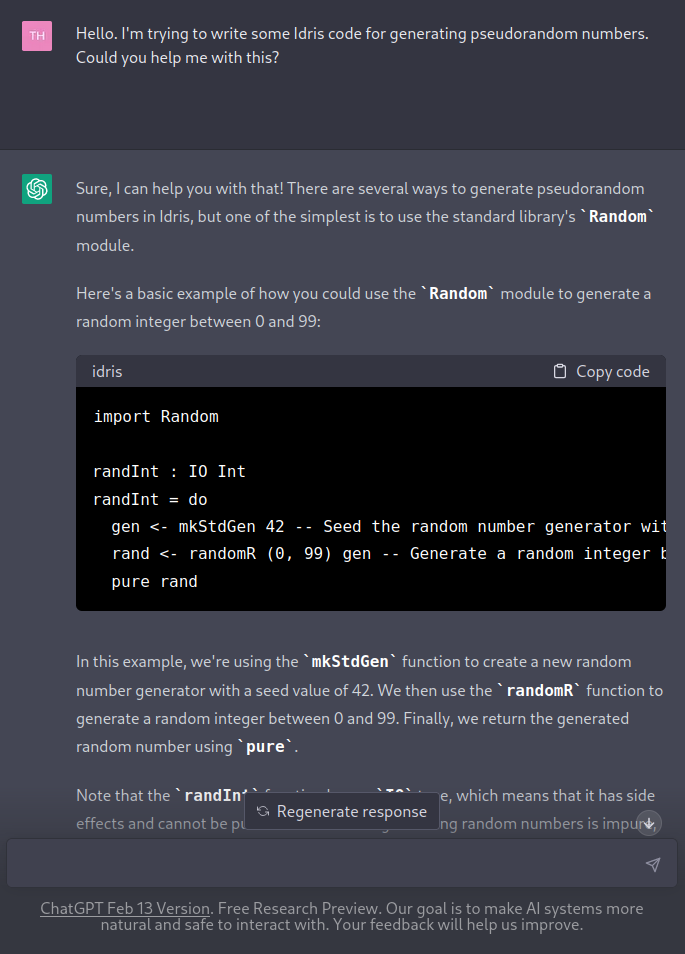 TH
Hello. I'm trying to write some Idris code for generating pseudorandom numbers.
Could you help me with this?
Sure, I can help you with that! There are several ways to generate pseudorandom
numbers in Idris, but one of the simplest is to use the standard library's `Random`
module.
Here's a basic example of how you could use the `Random` module to generate a
random integer between 0 and 99:
idris
Copy code
import Random
randInt : IO Int
randInt = do
  gen <- mkStdGen 42 -- Seed the random number generator wit
  rand <- randomR (0, 99) gen -- Generate a random integer b
  pure rand
In this example, we're using the `mkStdGen` function to create a new random
number generator with a seed value of 42. We then use the `randomR` function to
generate a random integer between 0 and 99. Finally, we return the generated
random number using `pure`.
Note that the `randInt` which means that it has side
effects and cannot be random numbers is impure,
Regenerate response
ChatGPT Feb 13 Version. Free Research Preview. Our goal is to make AI systems more
natural and safe to interact with. Your feedback will help us improve.